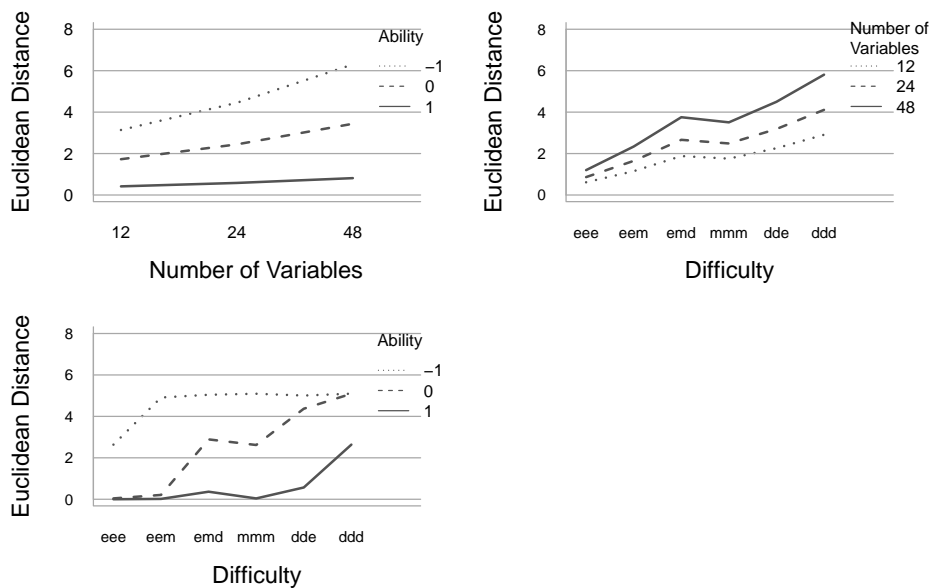 8
6
4
2
0
Euclidean Distance
12 24 48
Number of Variables
Ability
−1
0
1
8
6
4
2
0
Euclidean Distance
eee eem emd mmm dde ddd
Difficulty
Number of
Variables
12
24
48
8
6
4
2
0
Euclidean Distance
eee eem emd mmm dde ddd
Difficulty
Ability
−1
0
1